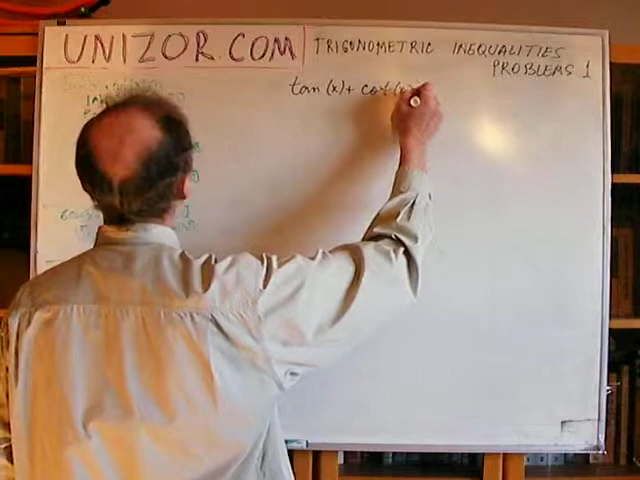 UNIZOR.COM
TRIGONOMETRIC INEQUALITIES
PROBLEMS 1
tan (x) + cot (x)